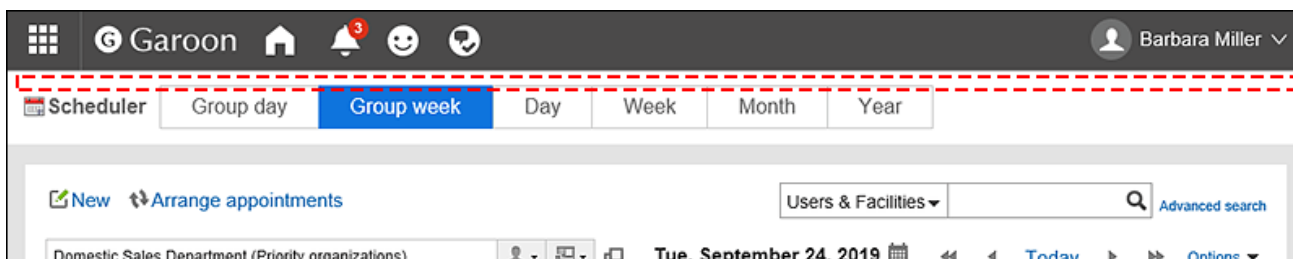 G Garoon 3 Barbara Miller
Scheduler Group day Group week Day Week Month Year
New Arrange appointments Users & Facilities Advanced search
Domestic Sales Department (Priority organizations) Tue, September 24, 2019 Today Options